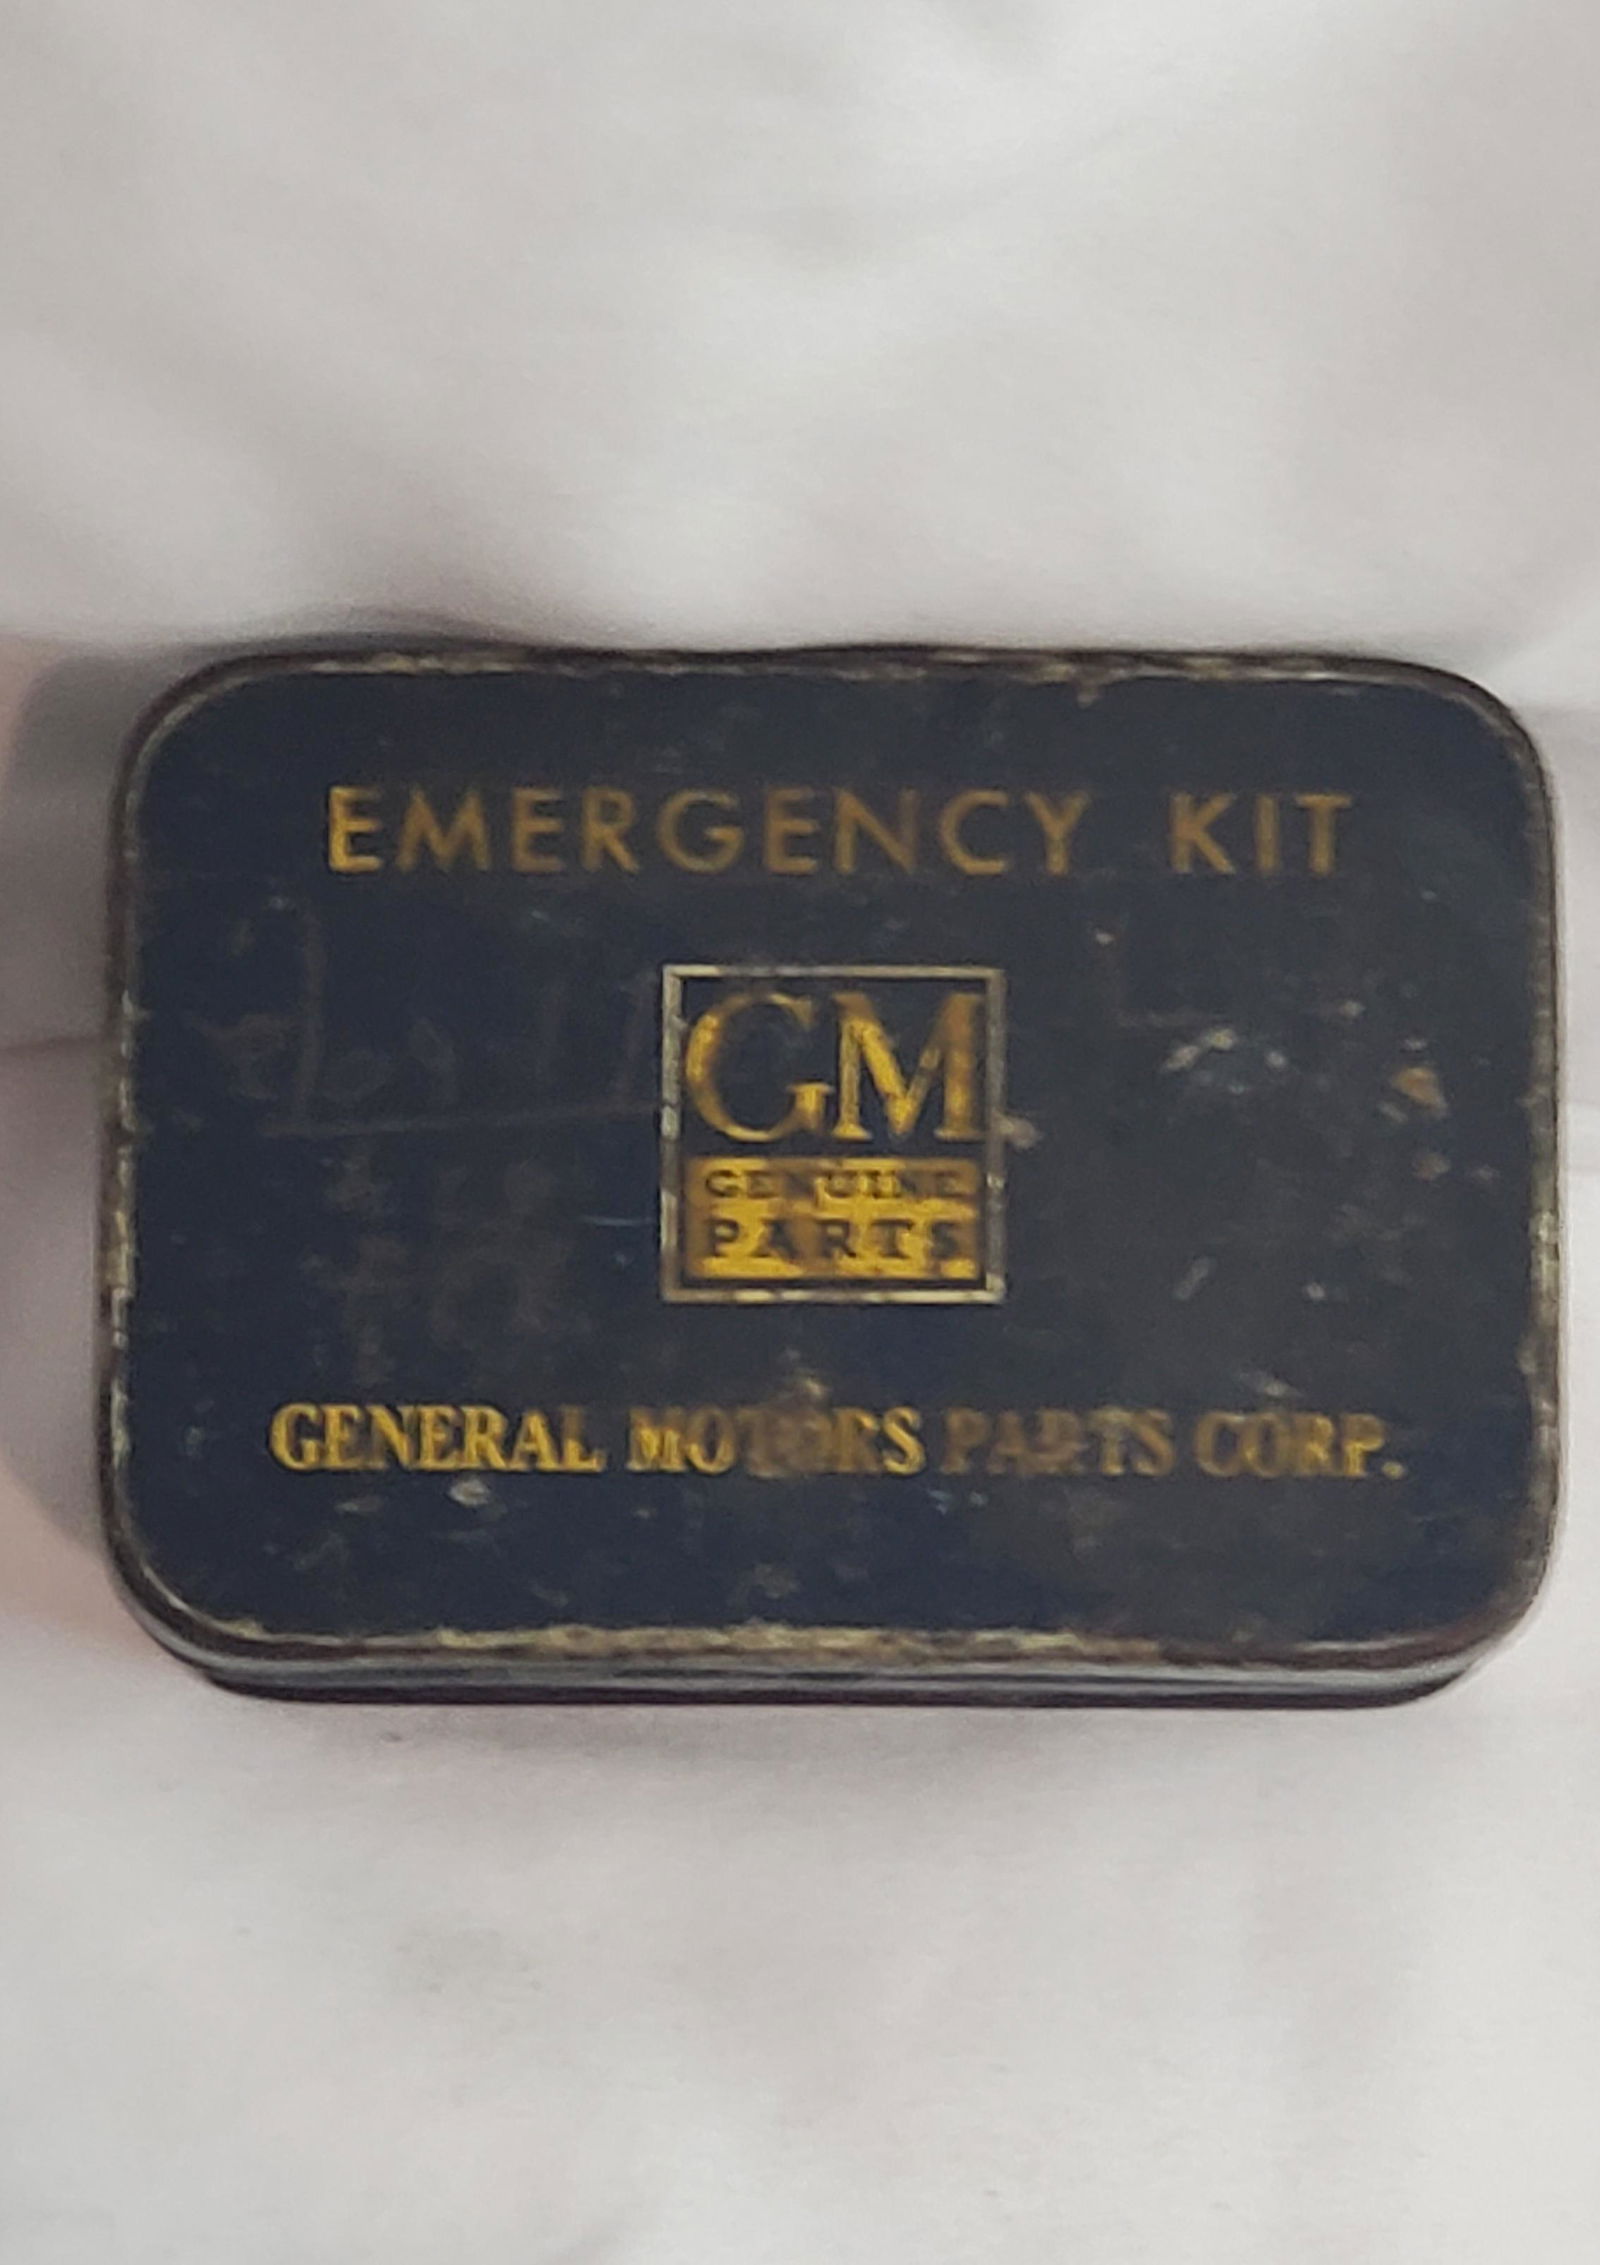 EMERGENCY KIT
GM
GENUINE
PARTS
GENERAL MOTORS PARTS CORP.